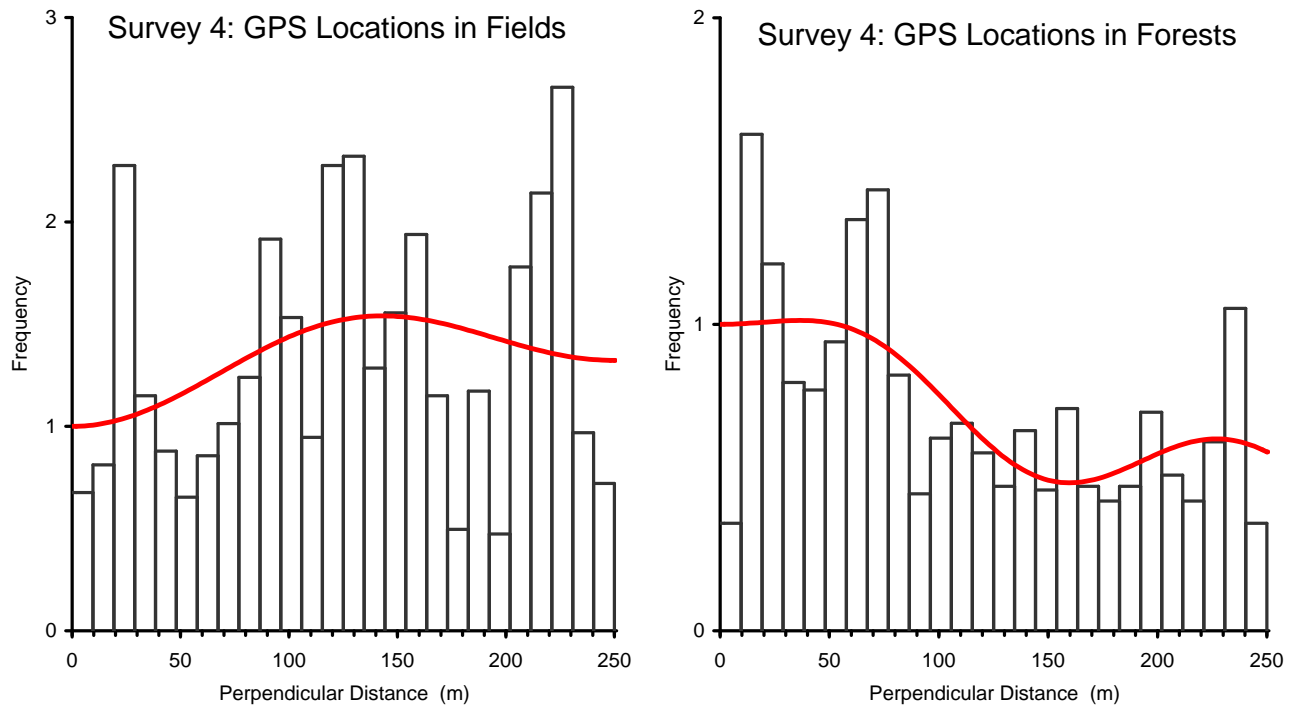 Survey 4: GPS Locations in Fields
3
2
1
0
Frequency
0 50 100 150 200 250
Perpendicular Distance (m)
Survey 4: GPS Locations in Forests
2
1
0
Frequency
0 50 100 150 200 250
Perpendicular Distance (m)